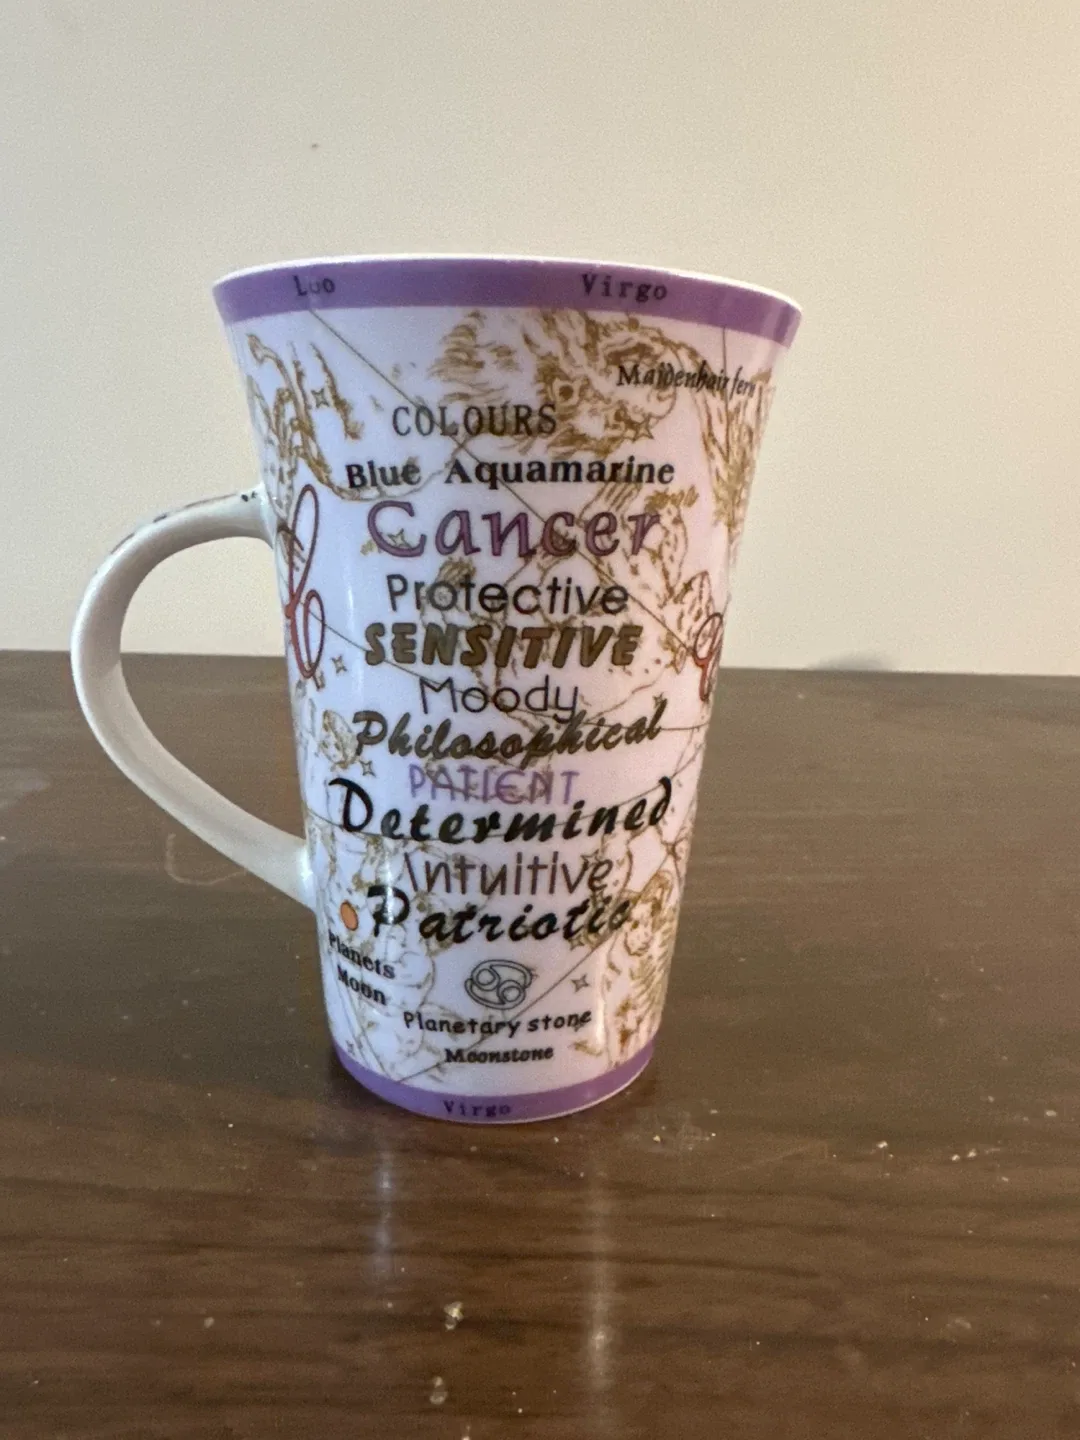 Luo Virgo
Maidenhair fern
COLOURS
Blue Aquamarine
Cancer
Protective
SENSITIVE
Moody
Philosophical
PATIENT
Determined
Intuitive
Patriotic
Planets
Moon
Planetary stone
Moonstone
Virgo